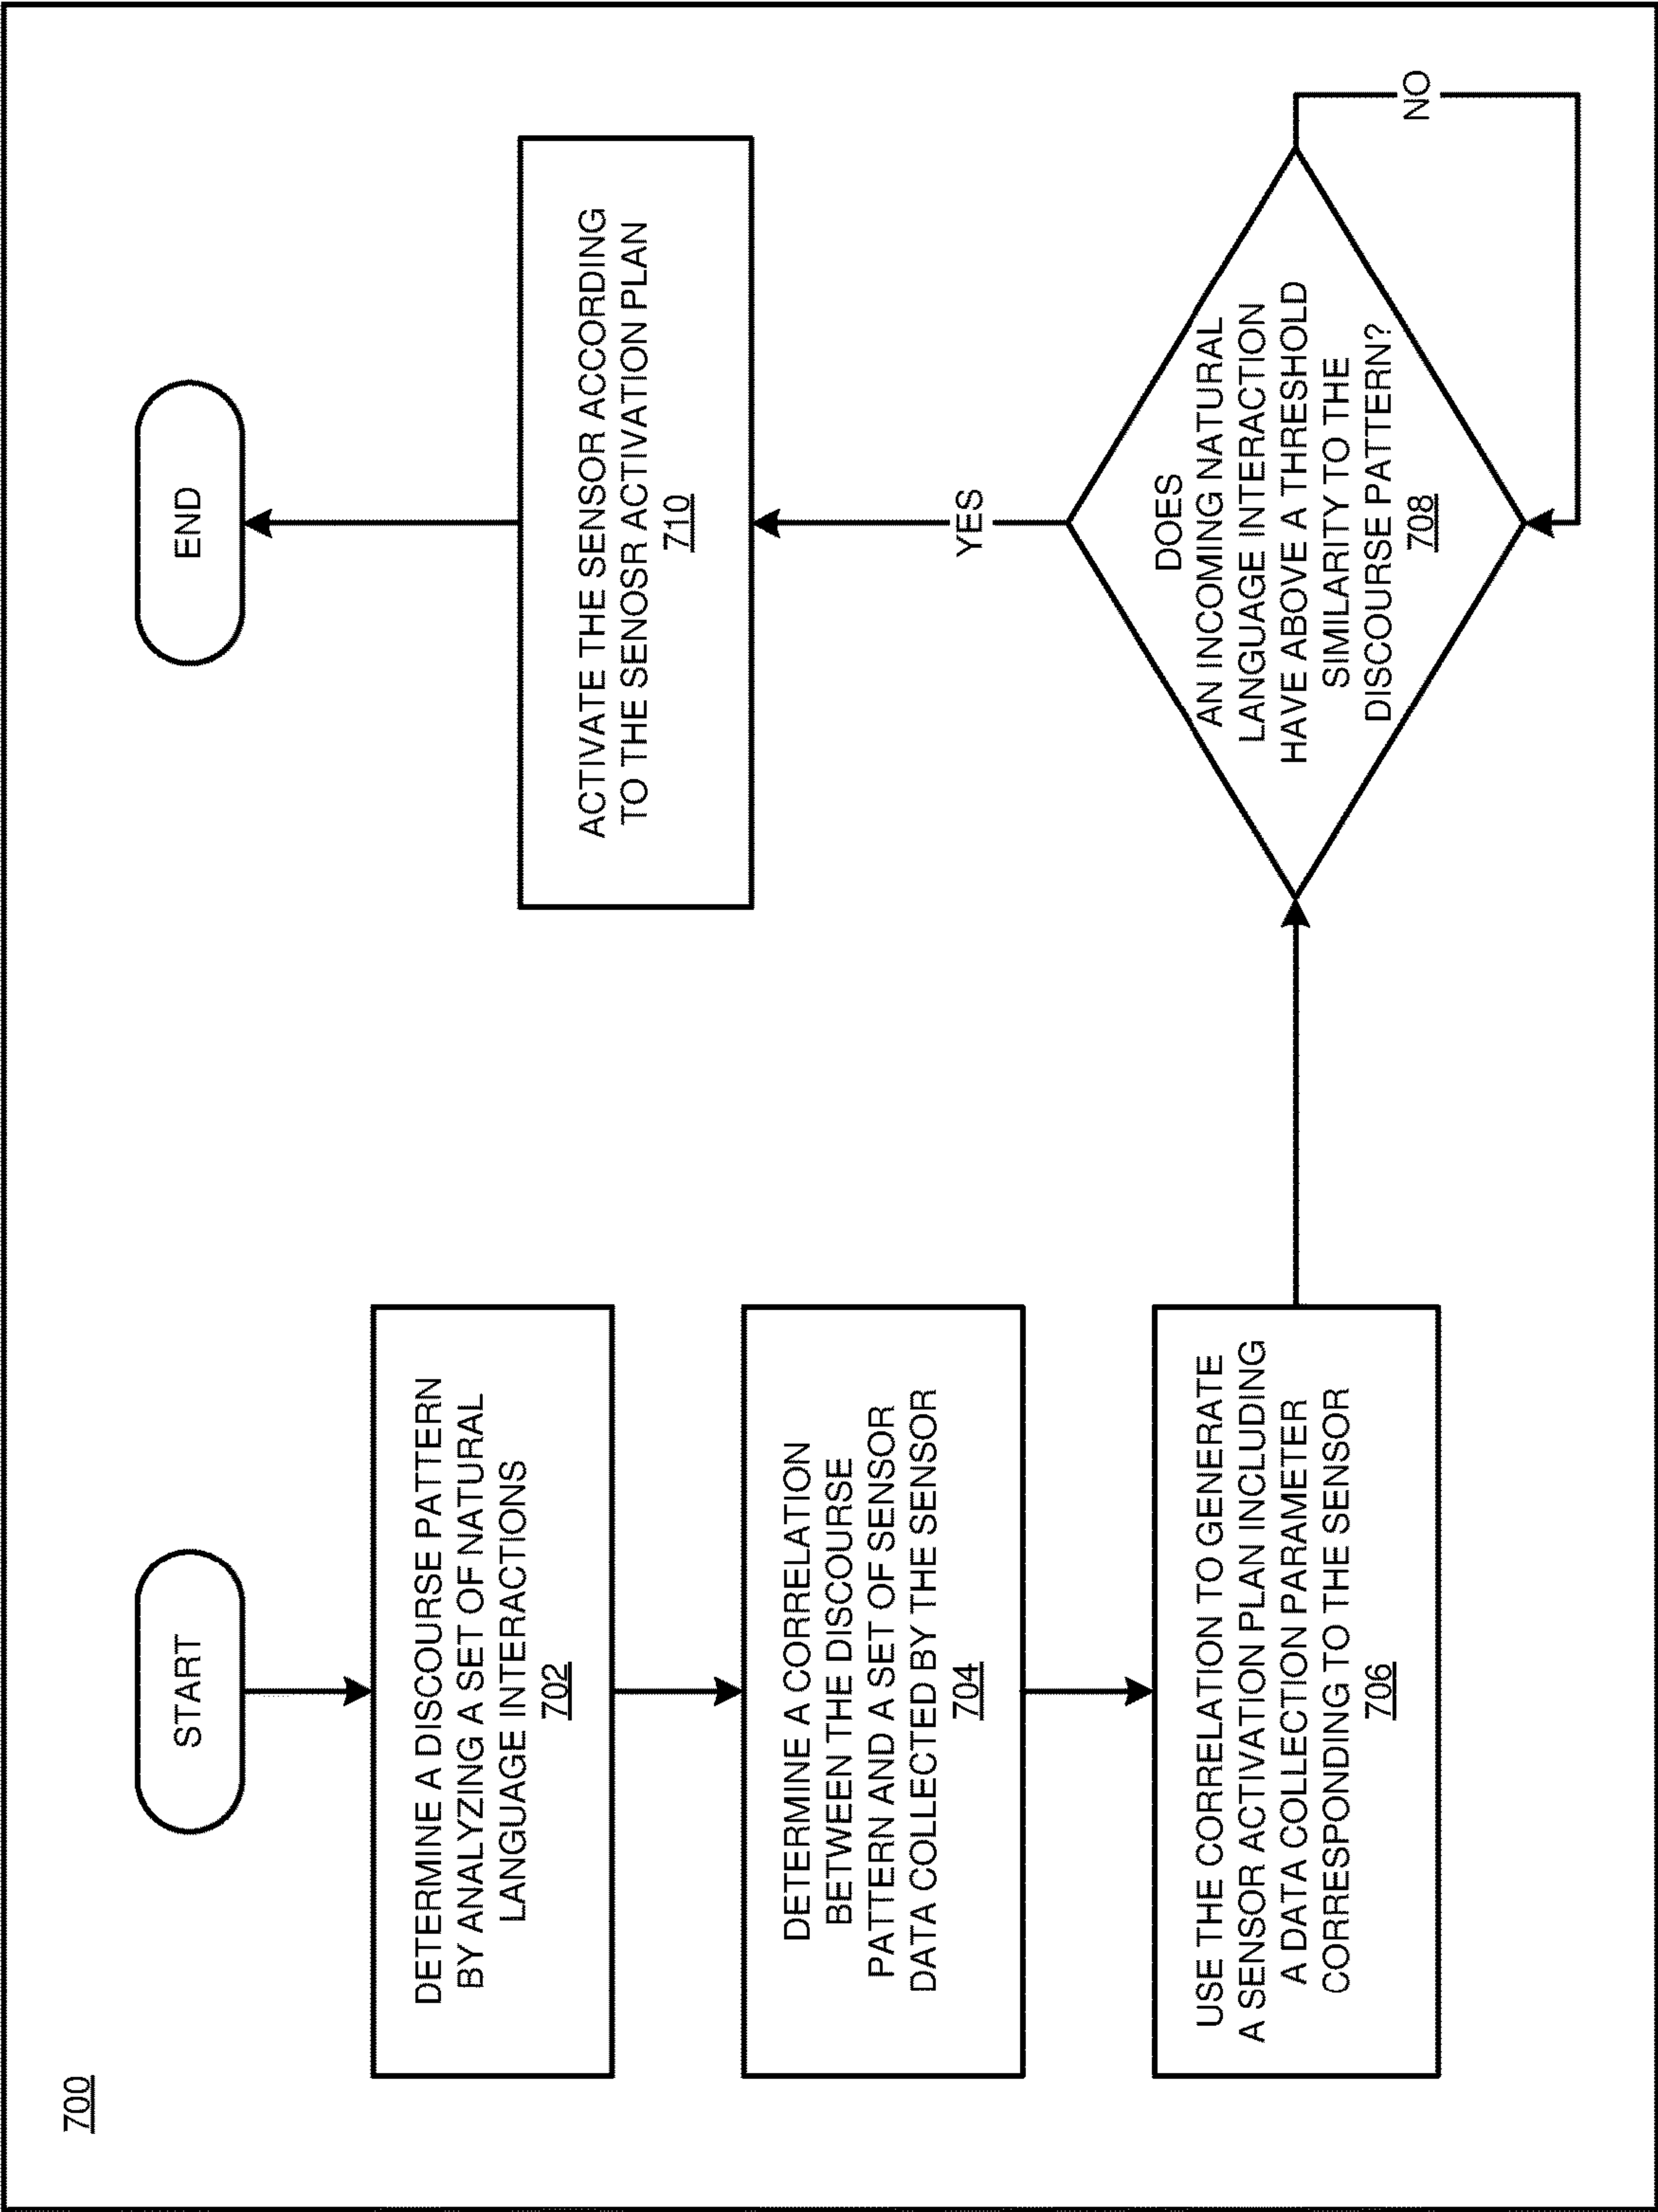 700
START
DETERMINE A DISCOURSE PATTERN
BY ANALYZING A SET OF NATURAL
LANGUAGE INTERACTIONS
702
DETERMINE A CORRELATION
BETWEEN THE DISCOURSE
PATTERN AND A SET OF SENSOR
DATA COLLECTED BY THE SENSOR
704
USE THE CORRELATION TO GENERATE
A SENSOR ACTIVATION PLAN INCLUDING
A DATA COLLECTION PARAMETER
CORRESPONDING TO THE SENSOR
706
DOES
AN INCOMING NATURAL
LANGUAGE INTERACTION
HAVE ABOVE A THRESHOLD
SIMILARITY TO THE
DISCOURSE PATTERN?
708
NO
YES
ACTIVATE THE SENSOR ACCORDING
TO THE SENOSR ACTIVATION PLAN
710
END